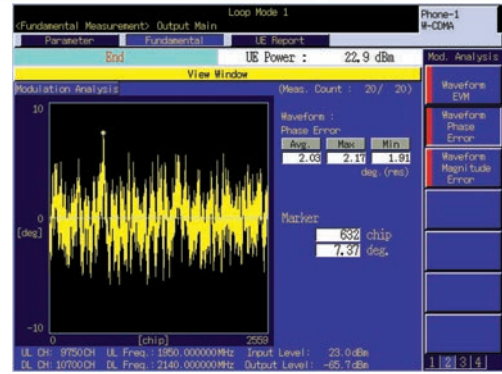 Loop Mode 1
<Fundamental Measurement> Output Main
Phone-1
W-CDMA
Parameter Fundamental UE Report
End UE Power : 22.9 dBm Mod. Analysis
View Window
Modulation Analysis (Meas. Count : 20/ 20)
Waveform
EVM
Waveform
Phase
Error
Waveform
Magnitude
Error
10
0
[deg]
-10
0 [chip] 2559
Waveform :
Phase Error
Avg. Max Min
2.03 2.17 1.91
deg.(rms)
Marker
632 chip
7.37 deg.
UL CH: 9750CH UL Freq.: 1950.000000MHz Input Level: 23.0dBm
DL CH: 10700CH DL Freq.: 2140.000000MHz Output Level: -65.7dBm
1 2 3 4